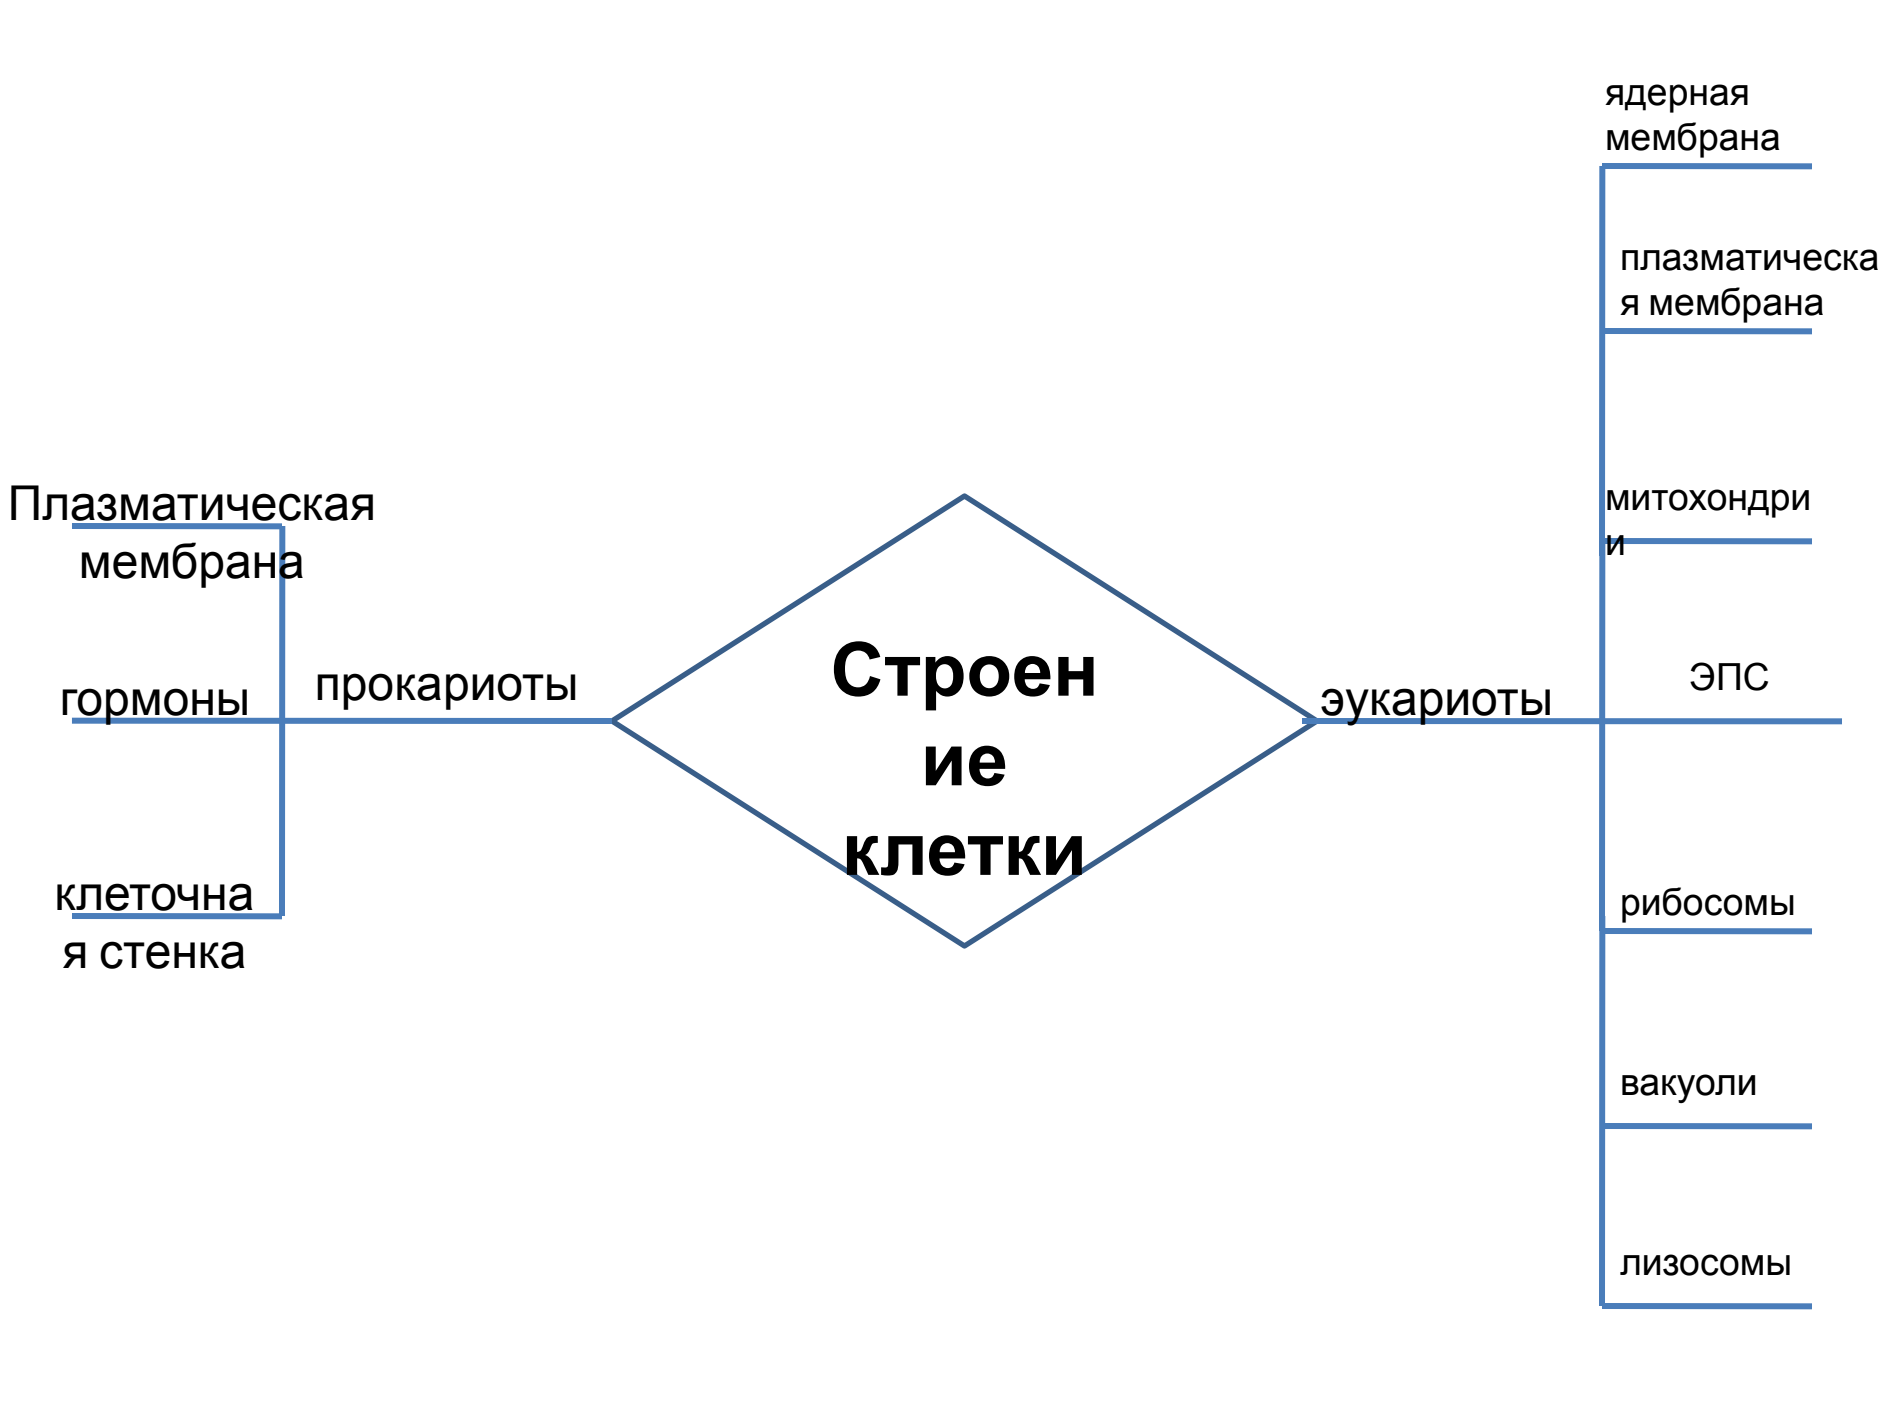 ядерная
мембрана
плазматическа
я мембрана
митохондри
и
ЭПС
рибосомы
вакуоли
лизосомы
эукариоты
Строен
ие
клетки
прокариоты
Плазматическая
мембрана
гормоны
клеточна
я стенка